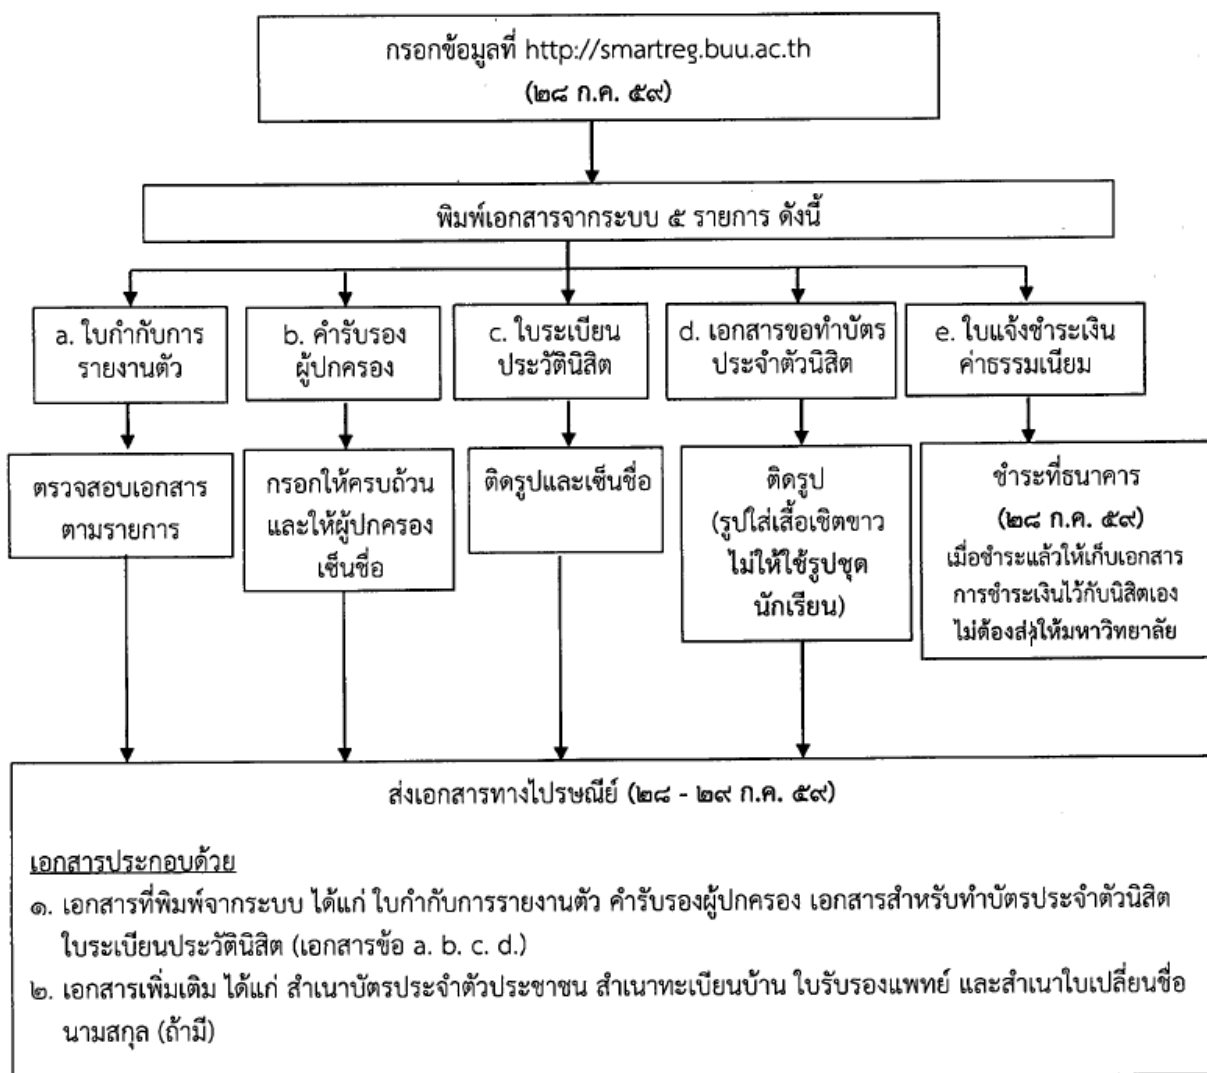 กรอกข้อมูลที่ http://smartreg.buu.ac.th
(๒๘ ก.ค. ๕๙)
พิมพ์เอกสารจากระบบ ๕ รายการ ดังนี้
a. ใบกำกับการ
รายงานตัว
b. คำรับรอง
ผู้ปกครอง
c. ใบระเบียน
ประวัตินิสิต
d. เอกสารขอทำบัตร
ประจำตัวนิสิต
e. ใบแจ้งชำระเงิน
ค่าธรรมเนียม
ตรวจสอบเอกสาร
ตามรายการ
กรอกให้ครบถ้วน
และให้ผู้ปกครอง
เซ็นชื่อ
ติดรูปและเซ็นชื่อ
ติดรูป
(รูปใส่เสื้อเชิตขาว
ไม่ให้ใช้รูปชุด
นักเรียน)
ชำระที่ธนาคาร
(๒๘ ก.ค. ๕๙)
เมื่อชำระแล้วให้เก็บเอกสาร
การชำระเงินไว้กับนิสิตเอง
ไม่ต้องส่งให้มหาวิทยาลัย
ส่งเอกสารทางไปรษณีย์ (๒๘ - ๒๙ ก.ค. ๕๙)
เอกสารประกอบด้วย
๑. เอกสารที่พิมพ์จากระบบ ได้แก่ ใบกำกับการรายงานตัว คำรับรองผู้ปกครอง เอกสารสำหรับทำบัตรประจำตัวนิสิต
ใบระเบียนประวัตินิสิต (เอกสารข้อ a. b. c. d.)
๒. เอกสารเพิ่มเติม ได้แก่ สำเนาบัตรประจำตัวประชาชน สำเนาทะเบียนบ้าน ใบรับรองแพทย์ และสำเนาใบเปลี่ยนชื่อ
นามสกุล (ถ้ามี)